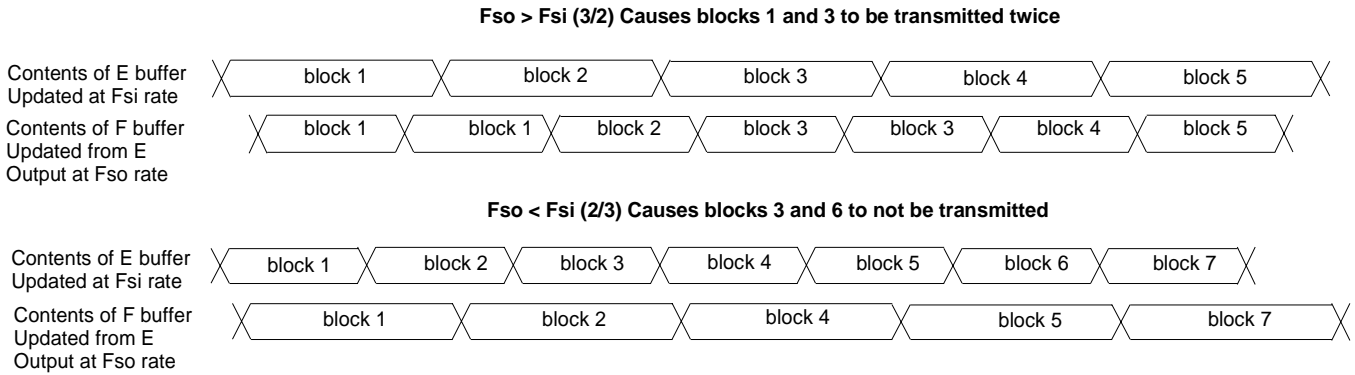 Fso > Fsi (3/2) Causes blocks 1 and 3 to be transmitted twice
Contents of E buffer
Updated at Fsi rate
block 1 block 2 block 3 block 4 block 5
Contents of F buffer
Updated from E
Output at Fso rate
block 1 block 1 block 2 block 3 block 3 block 4 block 5
Fso < Fsi (2/3) Causes blocks 3 and 6 to not be transmitted
Contents of E buffer
Updated at Fsi rate
block 1 block 2 block 3 block 4 block 5 block 6 block 7
Contents of F buffer
Updated from E
Output at Fso rate
block 1 block 2 block 4 block 5 block 7